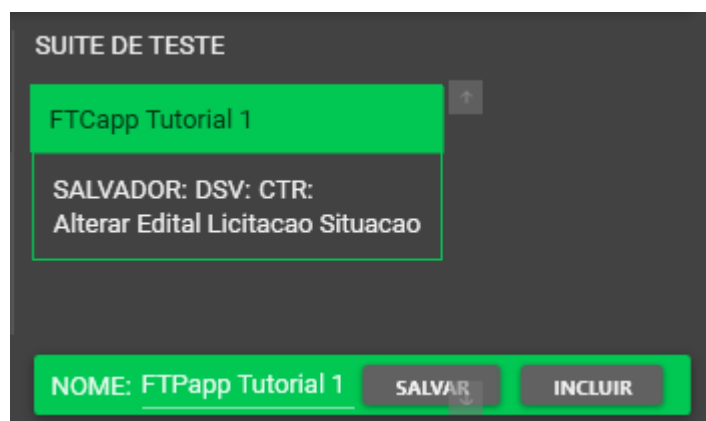 SUITE DE TESTE
FTCapp Tutorial 1
SALVADOR: DSV: CTR:
Alterar Edital Licitacao Situacao
NOME: FTPapp Tutorial 1 SALVAR INCLUIR